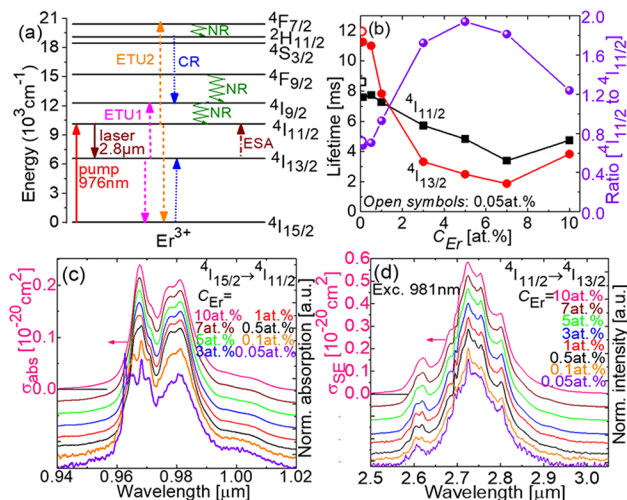 (a)
Energy (10³cm⁻¹)
21
18
15
12
9
6
3
0
⁴F₇/₂
²H₁₁/₂
⁴S₃/₂
⁴F₉/₂
⁴I₉/₂
⁴I₁₁/₂
⁴I₁₃/₂
⁴I₁₅/₂
NR
ETU2
CR
NR
ETU1
NR
laser
2.8μm
ESA
pump
976nm
Er³⁺
(b)
Lifetime [ms]
12
10
8
6
4
2
0
⁴I₁₁/₂
⁴I₁₃/₂
Open symbols: 0.05at.%
0 2 4 6 8 10
C_Er [at.%]
2.0
1.6
1.2
0.8
0.4
0.0
Ratio [⁴I₁₁/₂ to ⁴I₁₁/₂]
(c)
⁴I₁₅/₂→⁴I₁₁/₂
C_Er=
10at.% 1at.%
7at.% 0.5at.%
5at.% 0.1at.%
3at.% 0.05at.%
σabs [10⁻²⁰ cm²]
0.2
0.1
0.0
Norm. absorption [a.u.]
0.94 0.96 0.98 1.00 1.02
Wavelength [μm]
(d)
⁴I₁₁/₂→⁴I₁₃/₂
Exc. 981nm
C_Er=
10at.%
7at.%
5at.%
3at.%
1at.%
0.5at.%
0.1at.%
0.05at.%
σSE [10⁻²⁰ cm²]
0.6
0.5
0.4
0.3
0.2
0.1
0.0
Norm. intensity [a.u.]
2.5 2.6 2.7 2.8 2.9 3.0
Wavelength [μm]